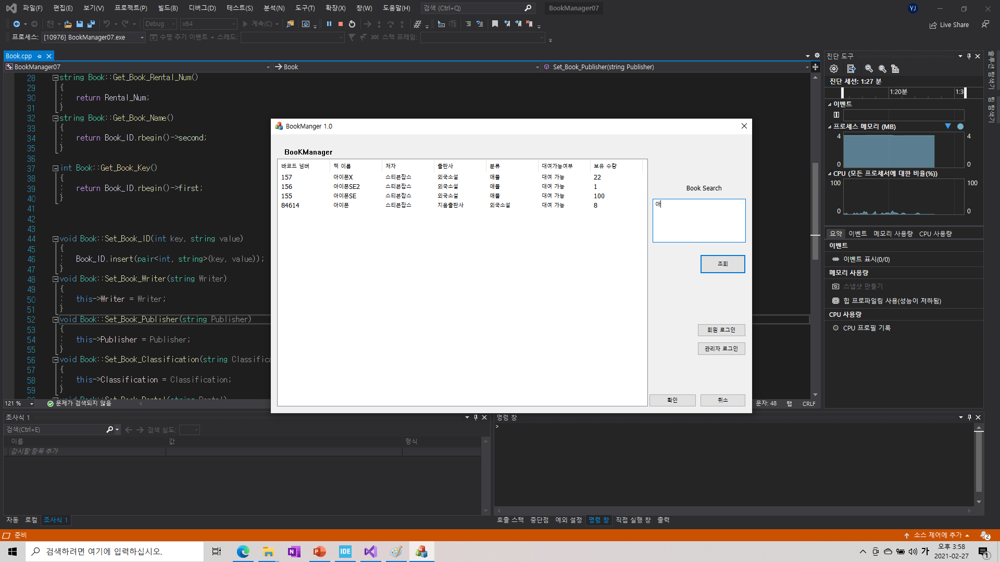 파일(F) 편집(E) 보기(V) 프로젝트(P) 빌드(B) 디버그(D) 테스트(S) 분석(N) 도구(T) 확장(X) 창(W) 도움말(H) 검색 (Ctrl+Q) BookManager07 YJ
Debug x64 계속(C) Live Share
프로세스: [10976] BookManager07.exe 수명 주기 이벤트 스레드: 스택 프레임:
Book.cpp
BookManager07 Book Set_Book_Publisher(string Publisher)
28 string Book::Get_Book_Rental_Num()
29 {
30 return Rental_Num;
31 }
32 string Book::Get_Book_Name()
33 {
34 return Book_ID.rbegin()->second;
35 }
36
37 int Book::Get_Book_Key()
38 {
39 return Book_ID.rbegin()->first;
40 }
41
42
43
44 void Book::Set_Book_ID(int key, string value)
45 {
46 Book_ID.insert(pair<int, string>(key, value));
47 }
48 void Book::Set_Book_Writer(string Writer)
49 {
50 this->Writer = Writer;
51 }
52 void Book::Set_Book_Publisher(string Publisher)
53 {
54 this->Publisher = Publisher;
55 }
56 void Book::Set_Book_Classification(string Classifica
57 {
58 this->Classification = Classification;
59 }
121 % 문제가 검색되지 않음 문자: 48 탭 CRLF
BookManger 1.0
BooKManager
바코드 넘버 책 이름 저자 출판사 분류 대여가능여부 보유 수량
157 아이폰X 스티븐잡스 외국소설 애플 대여 가능 22
156 아이폰SE2 스티븐잡스 외국소설 애플 대여 가능 1
155 아이폰SE 스티븐잡스 외국소설 애플 대여 가능 100
84614 아이폰 스티븐잡스 지음출판사 외국소설 대여 가능 8
Book Search
아
조회
회원 로그인
관리자 로그인
확인 취소
진단 도구
진단 세션: 1:27 분
1:20분 1:3
이벤트
프로세스 메모리 (MB)
4 4
0 0
CPU (모든 프로세서에 대한 비율(%))
100 100
0 0
요약 이벤트 메모리 사용량 CPU 사용량
이벤트
이벤트 표시(0/0)
메모리 사용량
스냅샷 만들기
힙 프로파일링 사용(성능이 저하됨)
CPU 사용량
CPU 프로필 기록
솔루션 탐색기
팀 탐색기
조사식 1
검색(Ctrl+E) 검색 심도:
이름 값 형식
감시할 항목 추가
자동 로컬 조사식 1
명령 창
>
호출 스택 중단점 예외 설정 명령 창 직접 실행 창 출력
준비 소스 제어에 추가 2
검색하려면 여기에 입력하십시오.
IDE
가 오후 3:58
2021-02-27
1